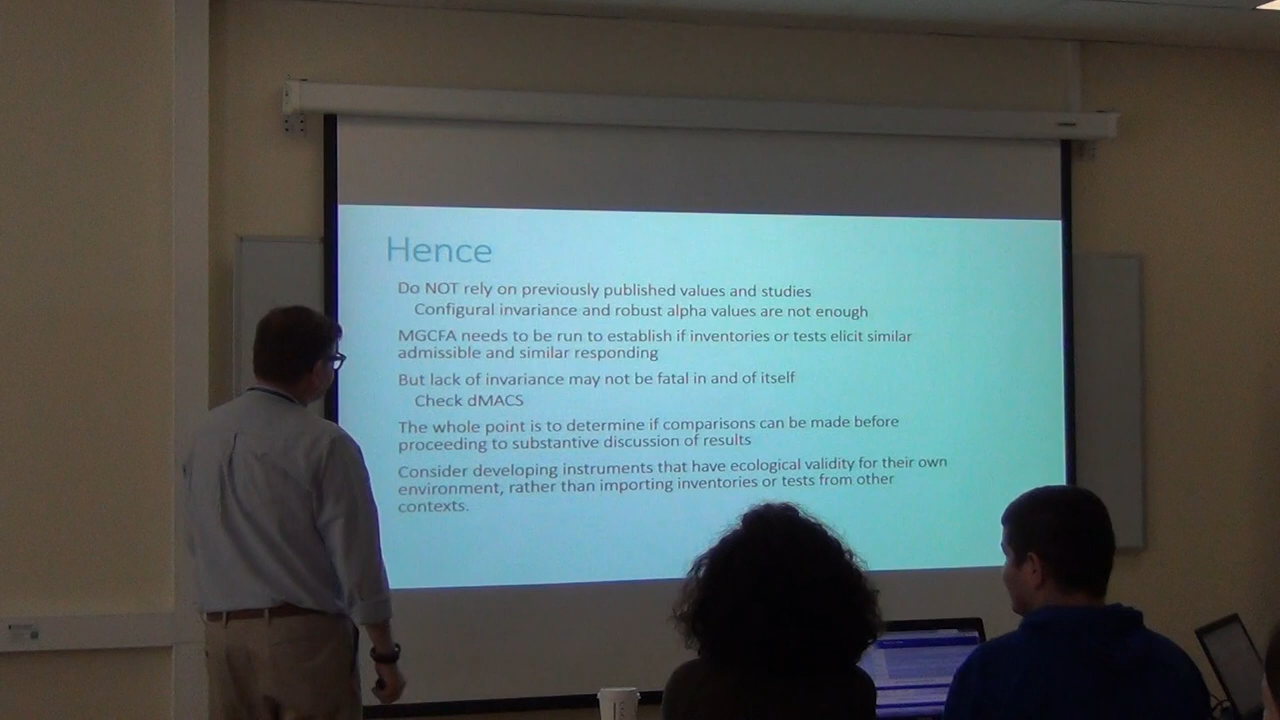 Hence
Do NOT rely on previously published values and studies
Configural invariance and robust alpha values are not enough
MGCFA needs to be run to establish if inventories or tests elicit similar
admissible and similar responding
But lack of invariance may not be fatal in and of itself
Check dMACS
The whole point is to determine if comparisons can be made before
proceeding to substantive discussion of results
Consider developing instruments that have ecological validity for their own
environment, rather than importing inventories or tests from other
contexts.